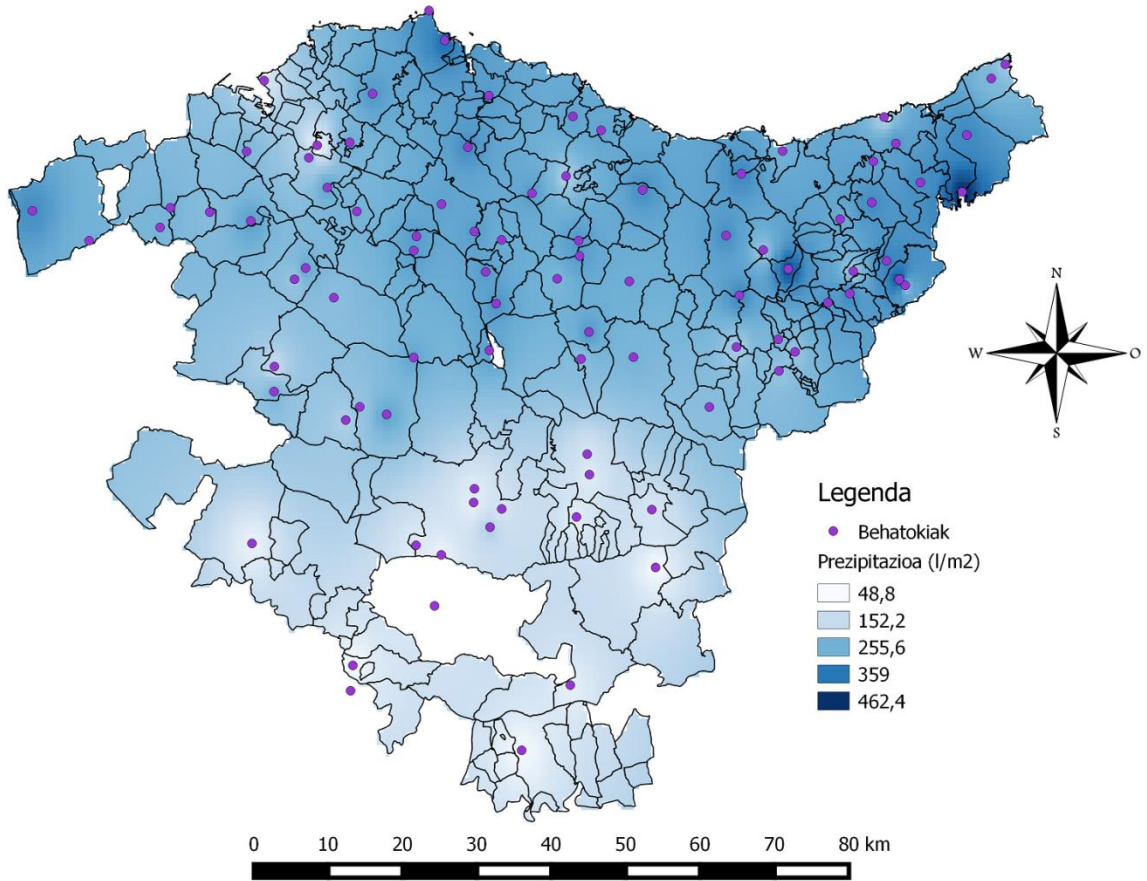 N
W
O
S
Legenda
Behatokiak
Prezipitazioa (l/m2)
48,8
152,2
255,6
359
462,4
0 10 20 30 40 50 60 70 80 km